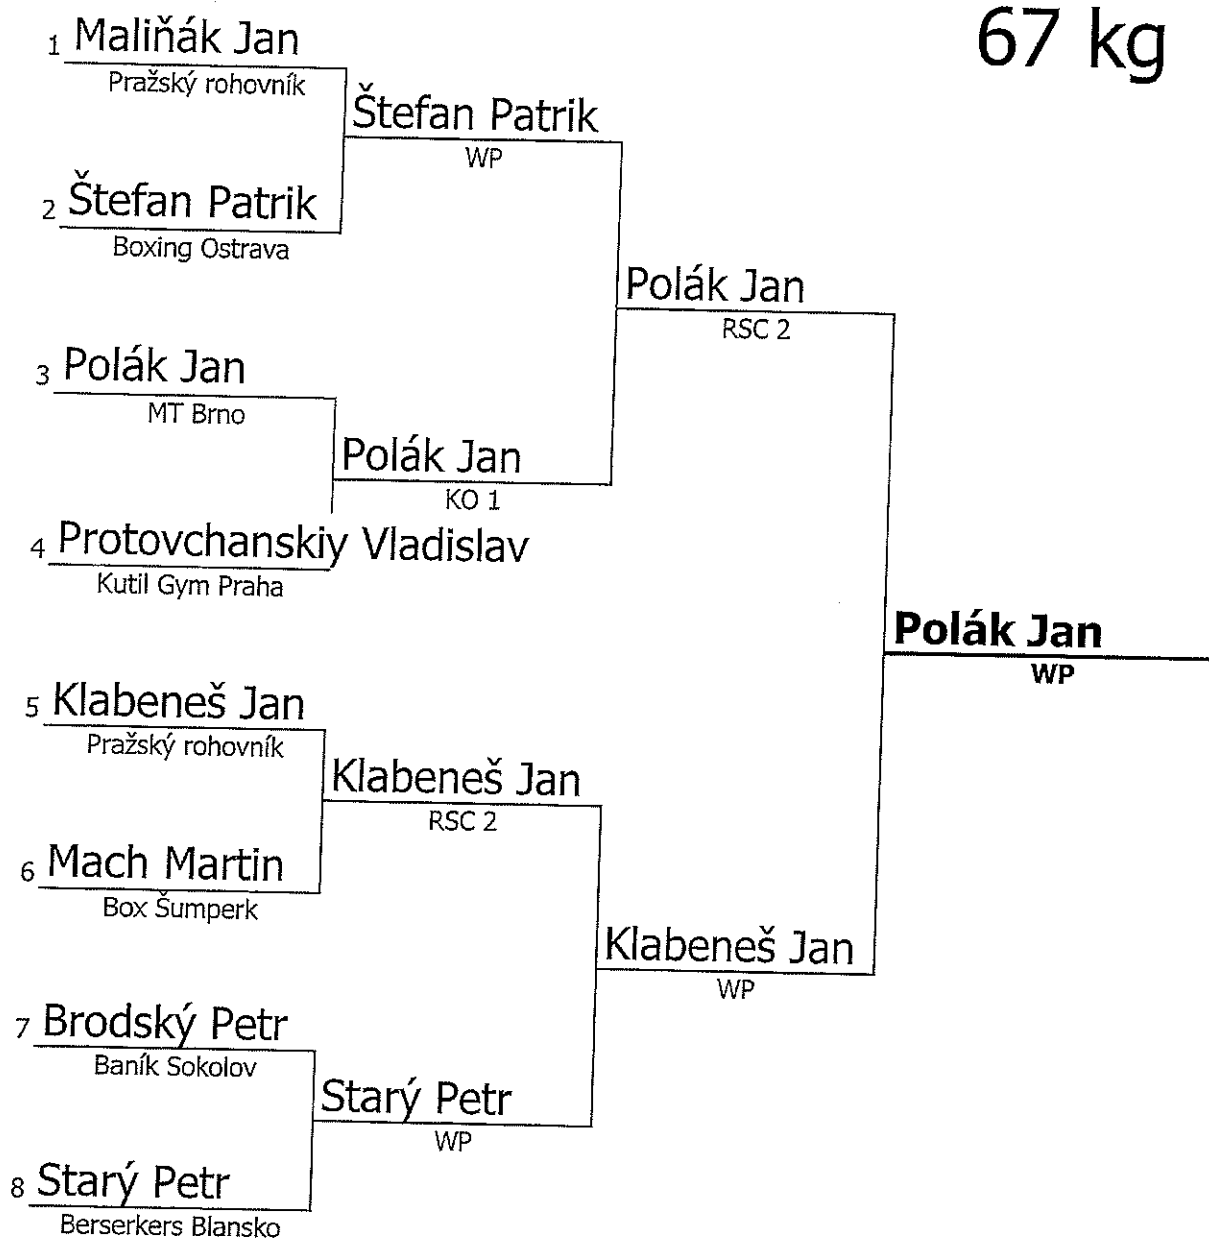 67 kg
1 Maliňák Jan
Pražský rohovník
Štefan Patrik
WP
2 Štefan Patrik
Boxing Ostrava
Polák Jan
RSC 2
3 Polák Jan
MT Brno
Polák Jan
KO 1
4 Protovchanskiy Vladislav
Kutil Gym Praha
Polák Jan
WP
5 Klabeneš Jan
Pražský rohovník
Klabeneš Jan
RSC 2
6 Mach Martin
Box Šumperk
Klabeneš Jan
WP
7 Brodský Petr
Baník Sokolov
Starý Petr
WP
8 Starý Petr
Berserkers Blansko